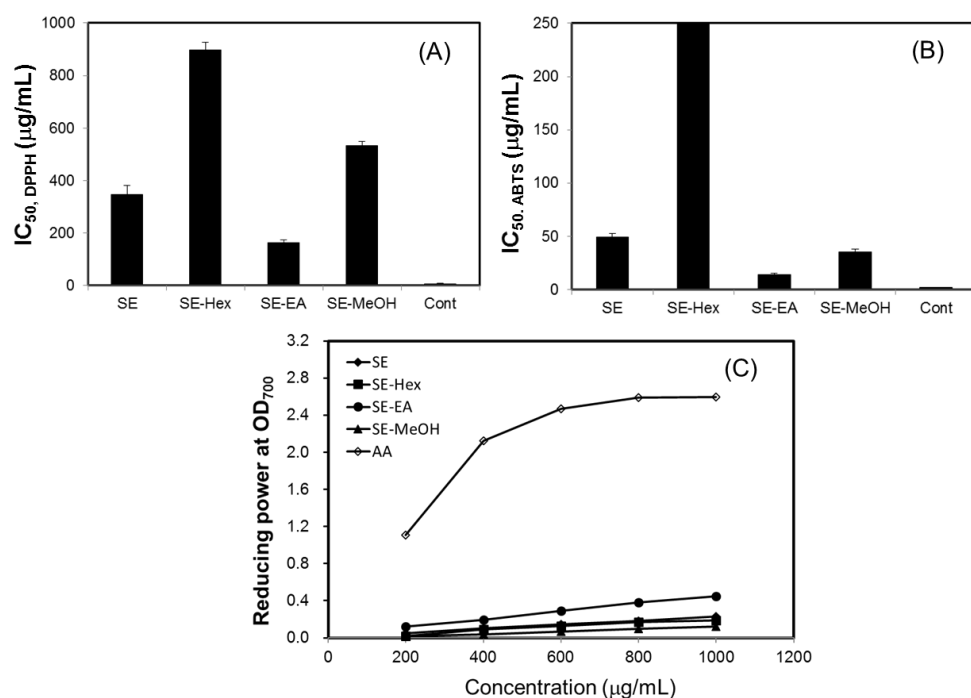 (A)
IC50, DPPH (μg/mL)
1000
800
600
400
200
0
SE SE-Hex SE-EA SE-MeOH Cont
(B)
IC50. ABTS (μg/mL)
250
200
150
100
50
0
SE SE-Hex SE-EA SE-MeOH Cont
(C)
Reducing power at OD700
3.2
2.8
2.4
2.0
1.6
1.2
0.8
0.4
0.0
SE
SE-Hex
SE-EA
SE-MeOH
AA
0 200 400 600 800 1000 1200
Concentration (μg/mL)